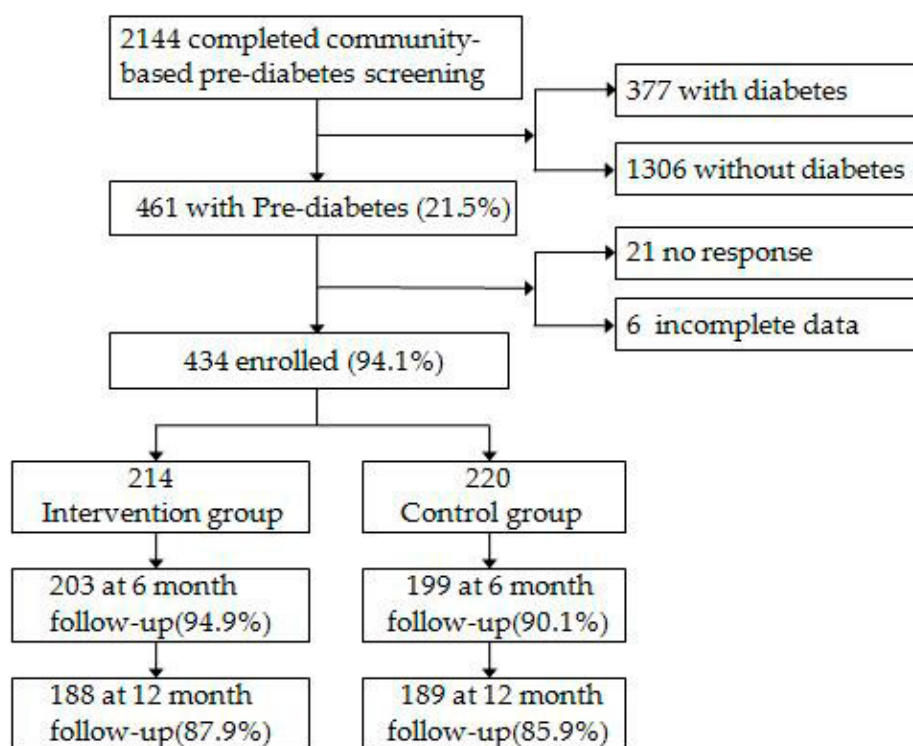 2144 completed community-
based pre-diabetes screening
377 with diabetes
1306 without diabetes
461 with Pre-diabetes (21.5%)
21 no response
6 incomplete data
434 enrolled (94.1%)
214
Intervention group
220
Control group
203 at 6 month
follow-up(94.9%)
199 at 6 month
follow-up(90.1%)
188 at 12 month
follow-up(87.9%)
189 at 12 month
follow-up(85.9%)